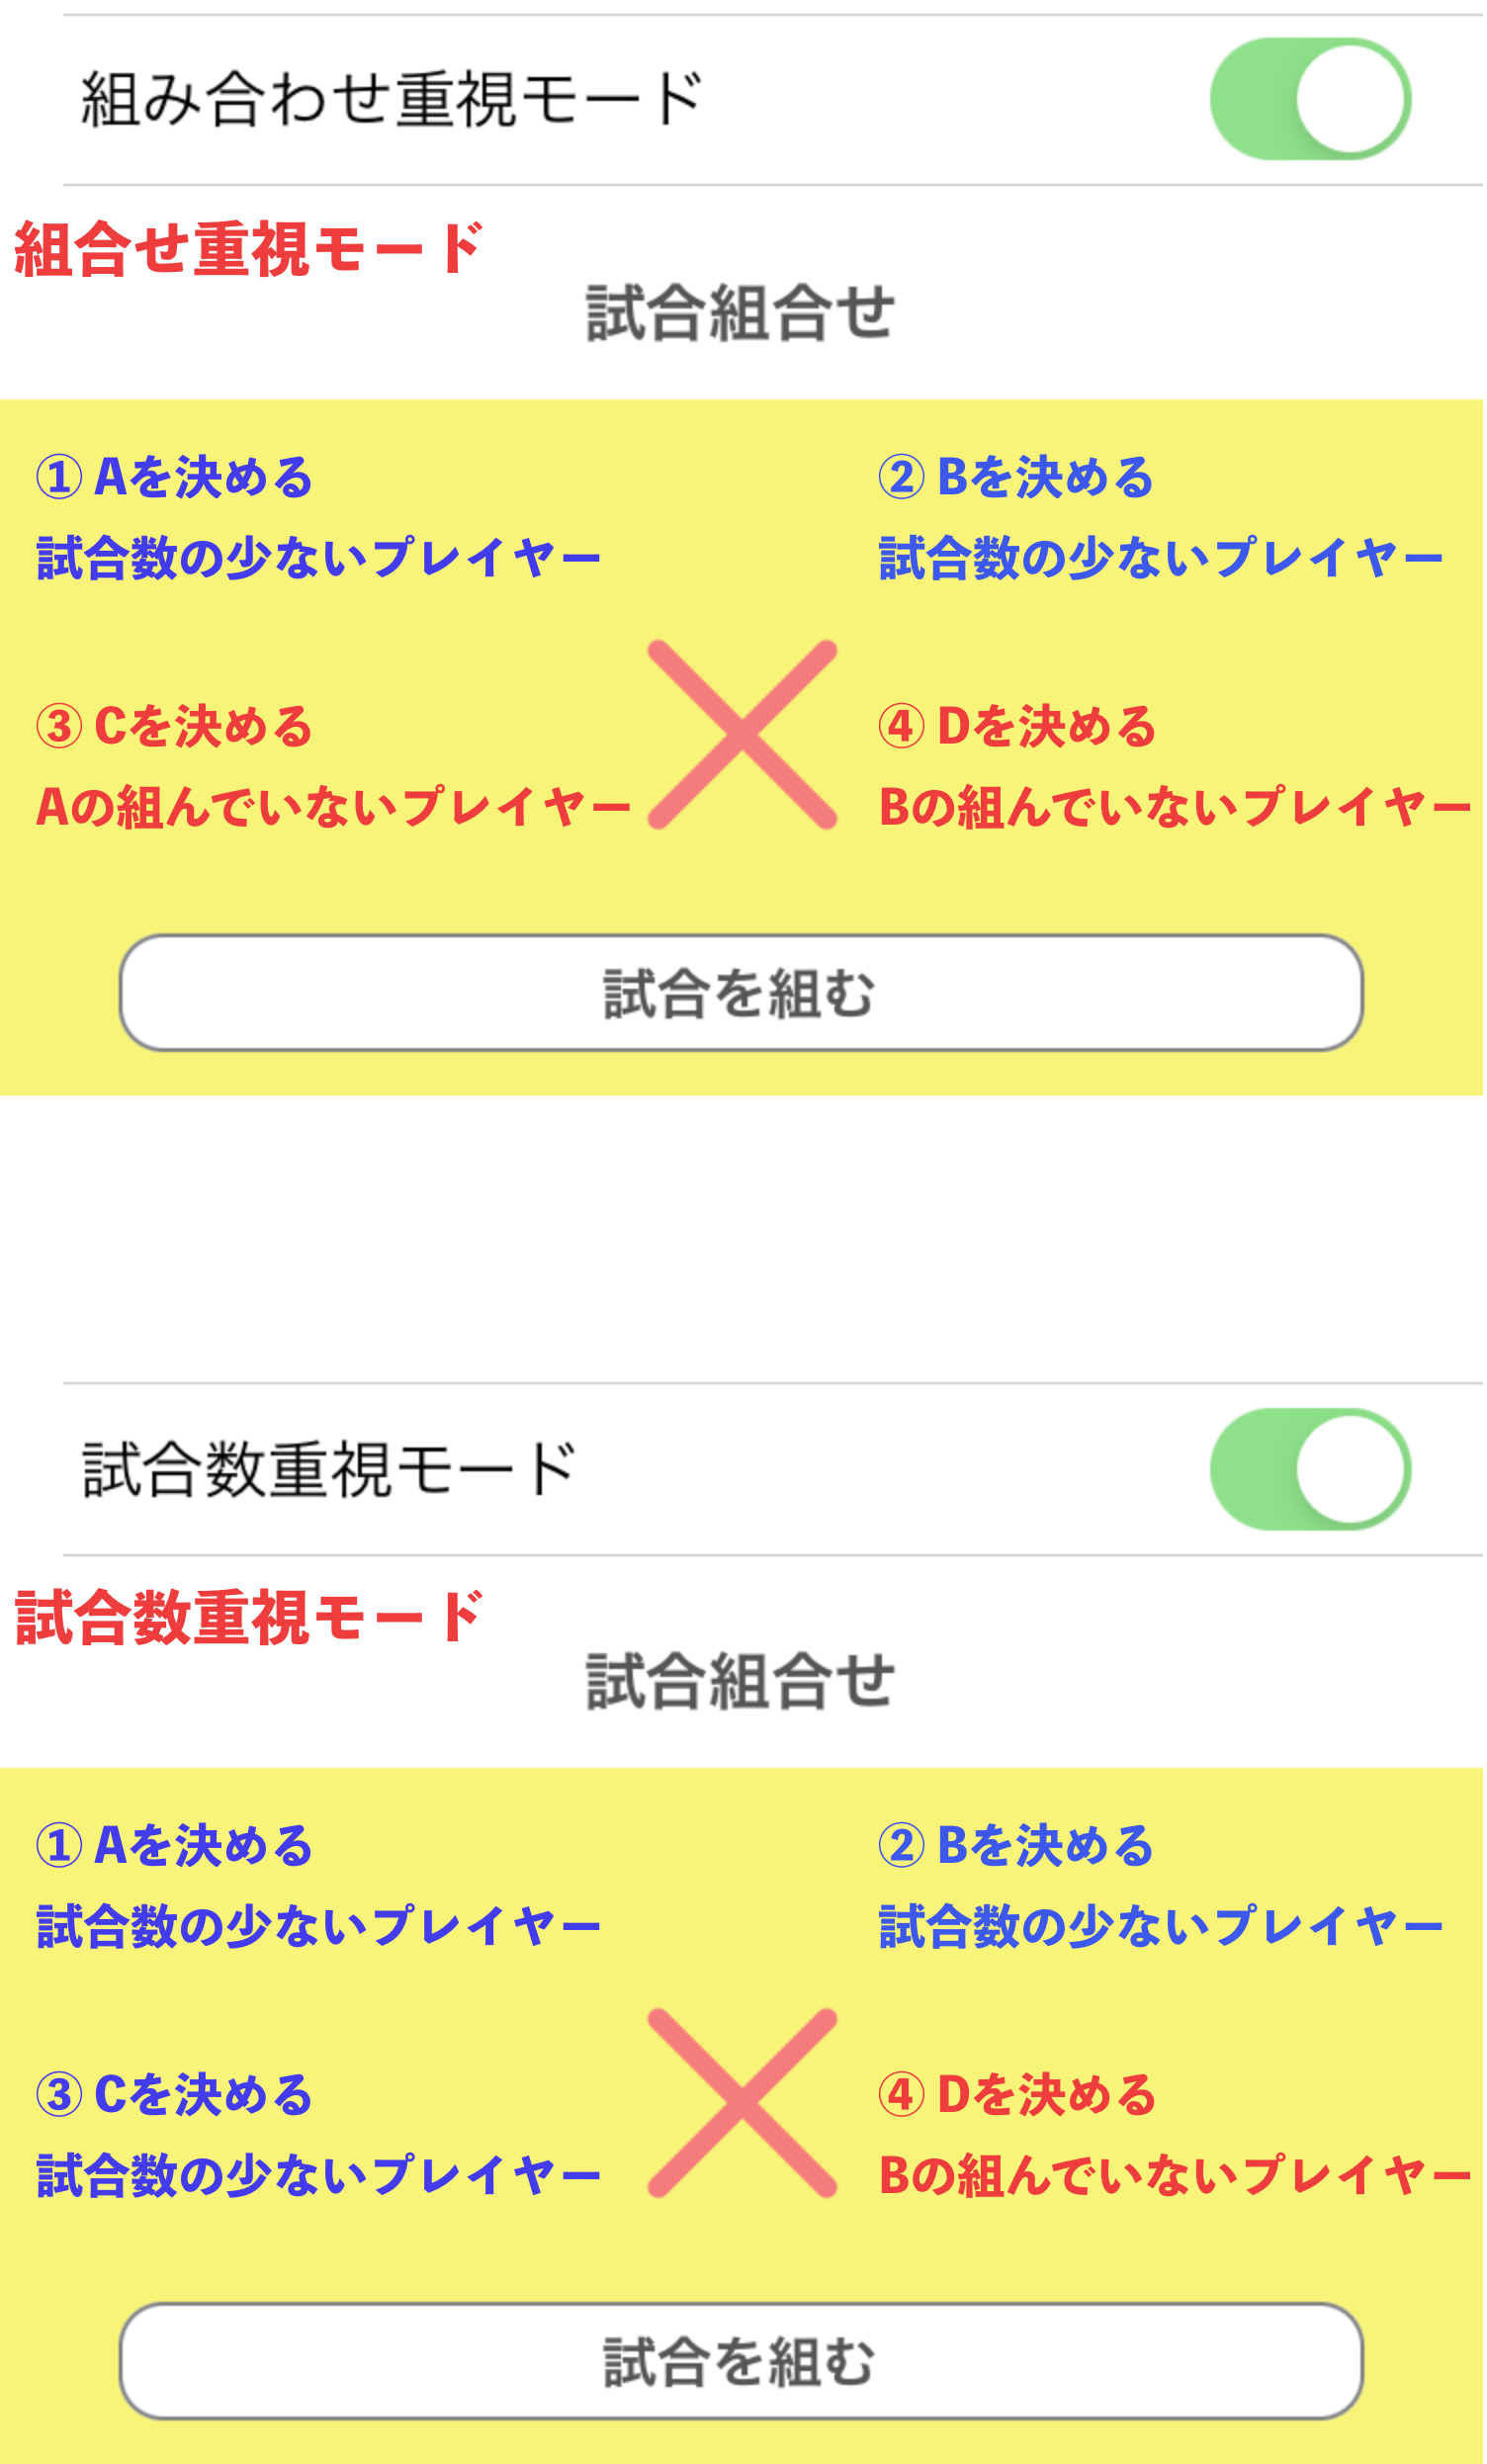 組み合わせ重視モード
組合せ重視モード
試合組合せ
① Aを決める
試合数の少ないプレイヤー
② Bを決める
試合数の少ないプレイヤー
③ Cを決める
Aの組んでいないプレイヤー
④ Dを決める
Bの組んでいないプレイヤー
試合を組む
試合数重視モード
試合数重視モード
試合組合せ
① Aを決める
試合数の少ないプレイヤー
② Bを決める
試合数の少ないプレイヤー
③ Cを決める
試合数の少ないプレイヤー
④ Dを決める
Bの組んでいないプレイヤー
試合を組む